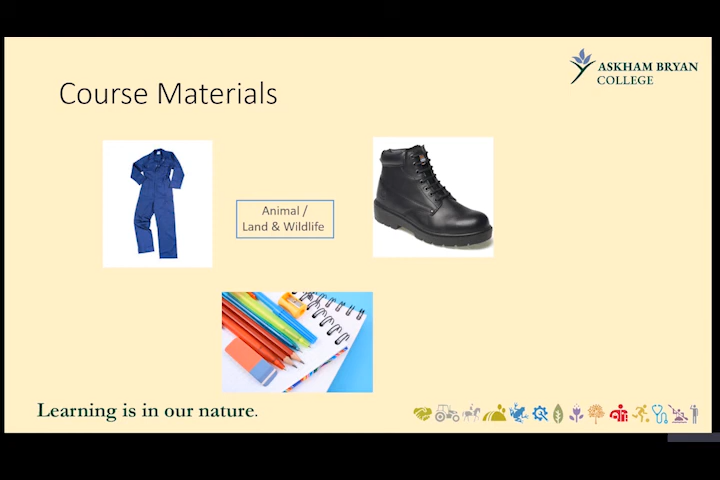 ASKHAM BRYAN
COLLEGE
Course Materials
Animal /
Land & Wildlife
Learning is in our nature.